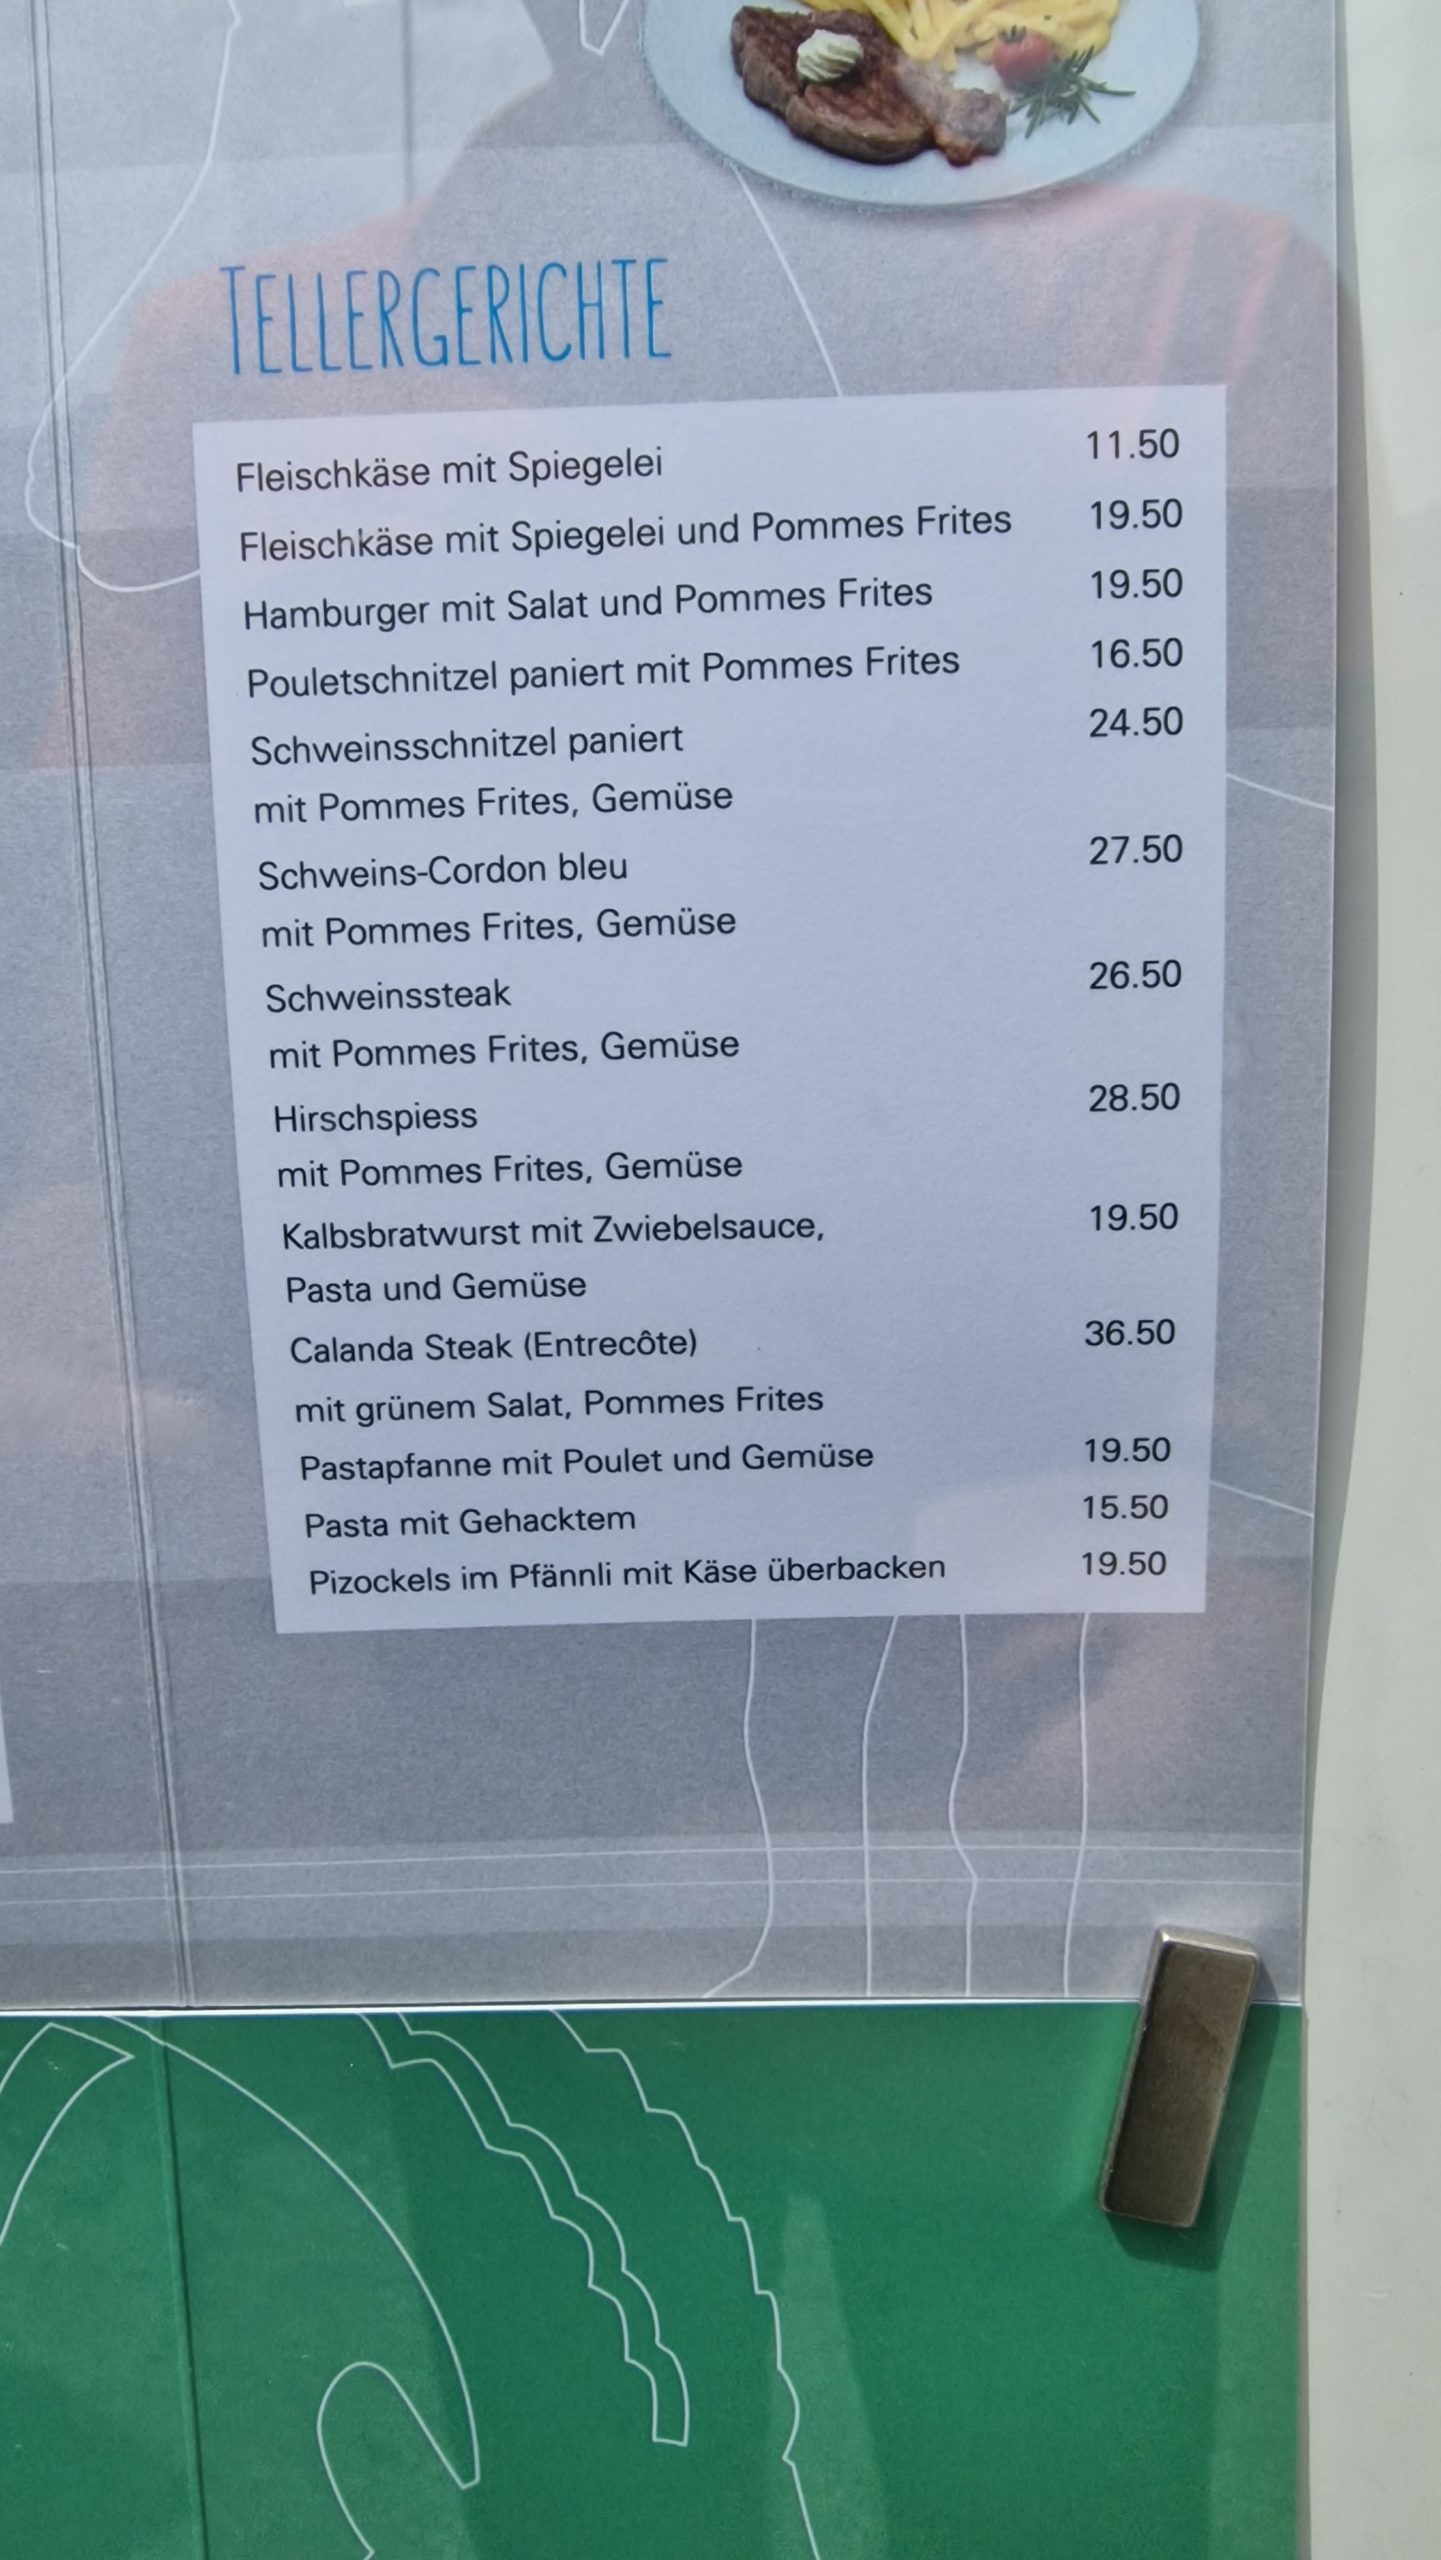 TELLERGERICHTE
Fleischkäse mit Spiegelei 11.50
Fleischkäse mit Spiegelei und Pommes Frites 19.50
Hamburger mit Salat und Pommes Frites 19.50
Pouletschnitzel paniert mit Pommes Frites 16.50
Schweinsschnitzel paniert 24.50
mit Pommes Frites, Gemüse
Schweins-Cordon bleu 27.50
mit Pommes Frites, Gemüse
Schweinssteak 26.50
mit Pommes Frites, Gemüse
Hirschspiess 28.50
mit Pommes Frites, Gemüse
Kalbsbratwurst mit Zwiebelsauce, 19.50
Pasta und Gemüse
Calanda Steak (Entrecôte) 36.50
mit grünem Salat, Pommes Frites
Pastapfanne mit Poulet und Gemüse 19.50
Pasta mit Gehacktem 15.50
Pizockels im Pfännli mit Käse überbacken 19.50